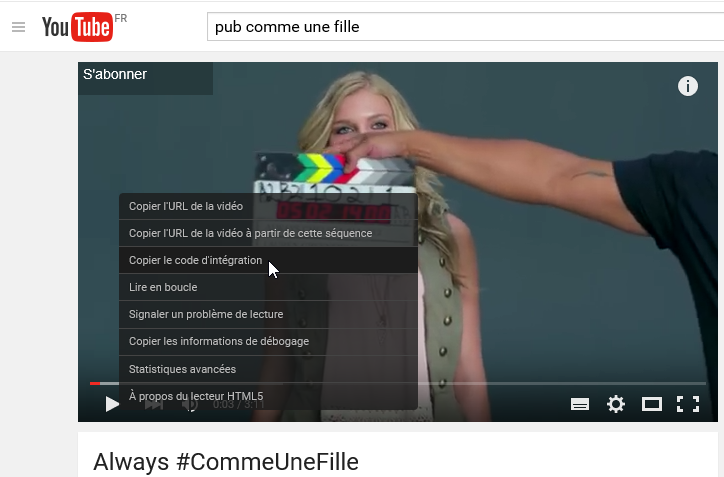 YouTube FR
pub comme une fille
S'abonner
i
Copier l'URL de la vidéo
Copier l'URL de la vidéo à partir de cette séquence
Copier le code d'intégration
Lire en boucle
Signaler un problème de lecture
Copier les informations de débogage
Statistiques avancées
À propos du lecteur HTML5
0:03 / 3:11
Always #CommeUneFille